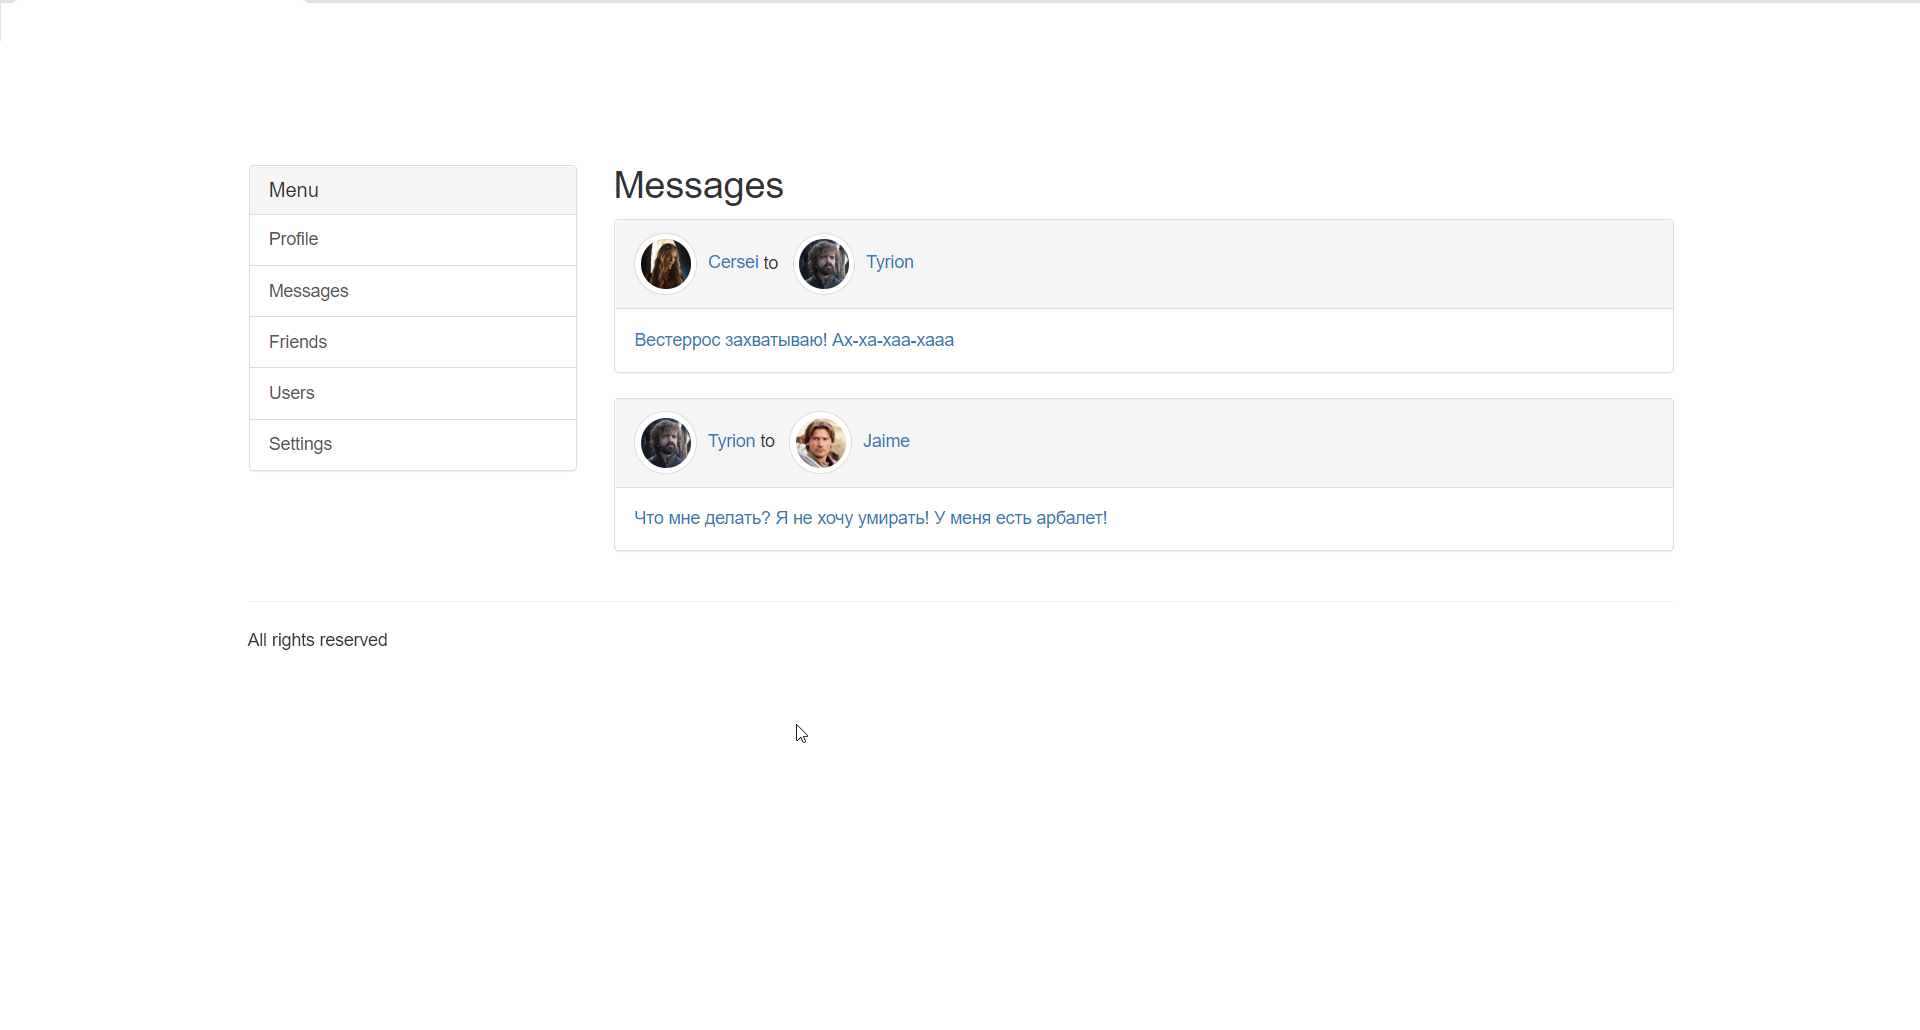 Menu
Profile
Messages
Friends
Users
Settings
Messages
Cersei to Tyrion
Вестеррос захватываю! Ах-ха-хаа-хааа
Tyrion to Jaime
Что мне делать? Я не хочу умирать! У меня есть арбалет!
All rights reserved